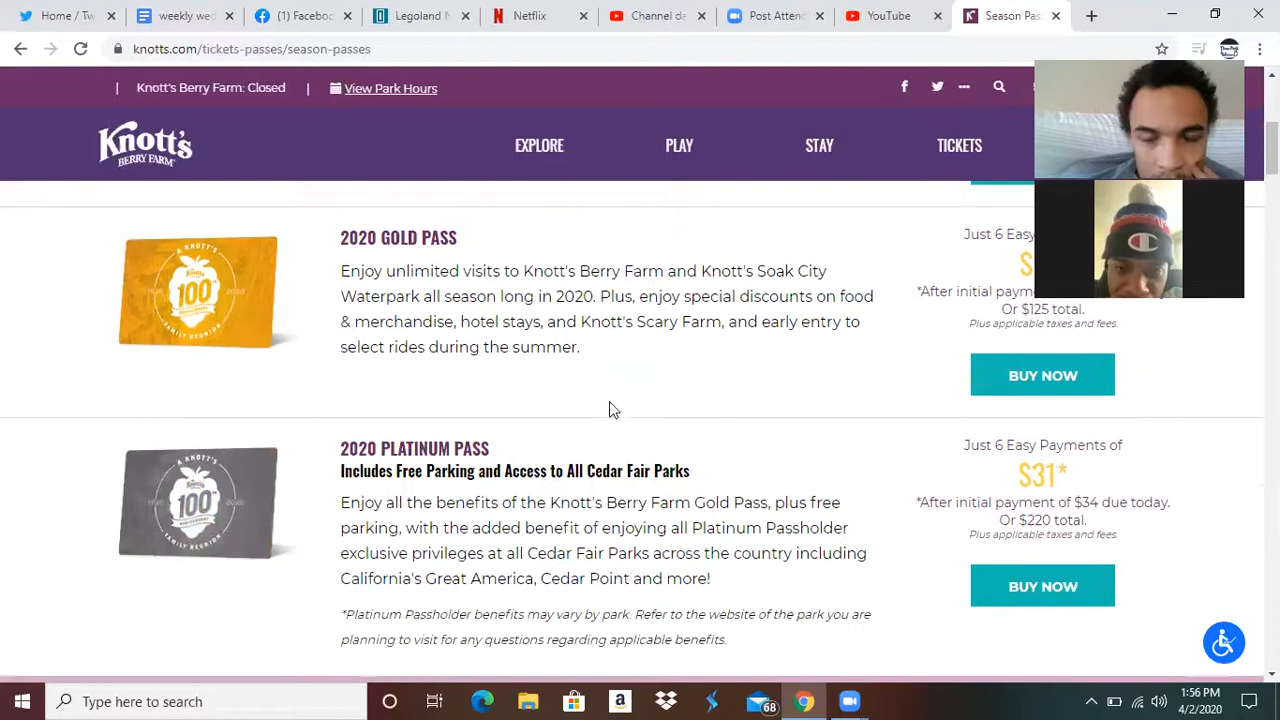 Home / Tw
weekly wed
(1) Facebo
Legoland N
Netflix
Channel da
Post Attend
YouTube
Season Pas
knotts.com/tickets-passes/season-passes
Knott's Berry Farm: Closed
View Park Hours
Knott's
BERRY FARM
EXPLORE
PLAY
STAY
TICKETS
2020 GOLD PASS
Enjoy unlimited visits to Knott's Berry Farm and Knott's Soak City
Waterpark all season long in 2020. Plus, enjoy special discounts on food
& merchandise, hotel stays, and Knott's Scary Farm, and early entry to
select rides during the summer.
Just 6 Easy
$
*After initial paym
Or $125 total.
Plus applicable taxes and fees.
BUY NOW
A KNOTT'S
100
FAMILY REUNION
2020 PLATINUM PASS
Includes Free Parking and Access to All Cedar Fair Parks
Enjoy all the benefits of the Knott's Berry Farm Gold Pass, plus free
parking, with the added benefit of enjoying all Platinum Passholder
exclusive privileges at all Cedar Fair Parks across the country including
California's Great America, Cedar Point and more!
*Platinum Passholder benefits may vary by park. Refer to the website of the park you are
planning to visit for any questions regarding applicable benefits.
Just 6 Easy Payments of
$31*
*After initial payment of $34 due today.
Or $220 total.
Plus applicable taxes and fees.
BUY NOW
A KNOTT'S
100
FAMILY REUNION
Type here to search
68
1:56 PM
4/2/2020